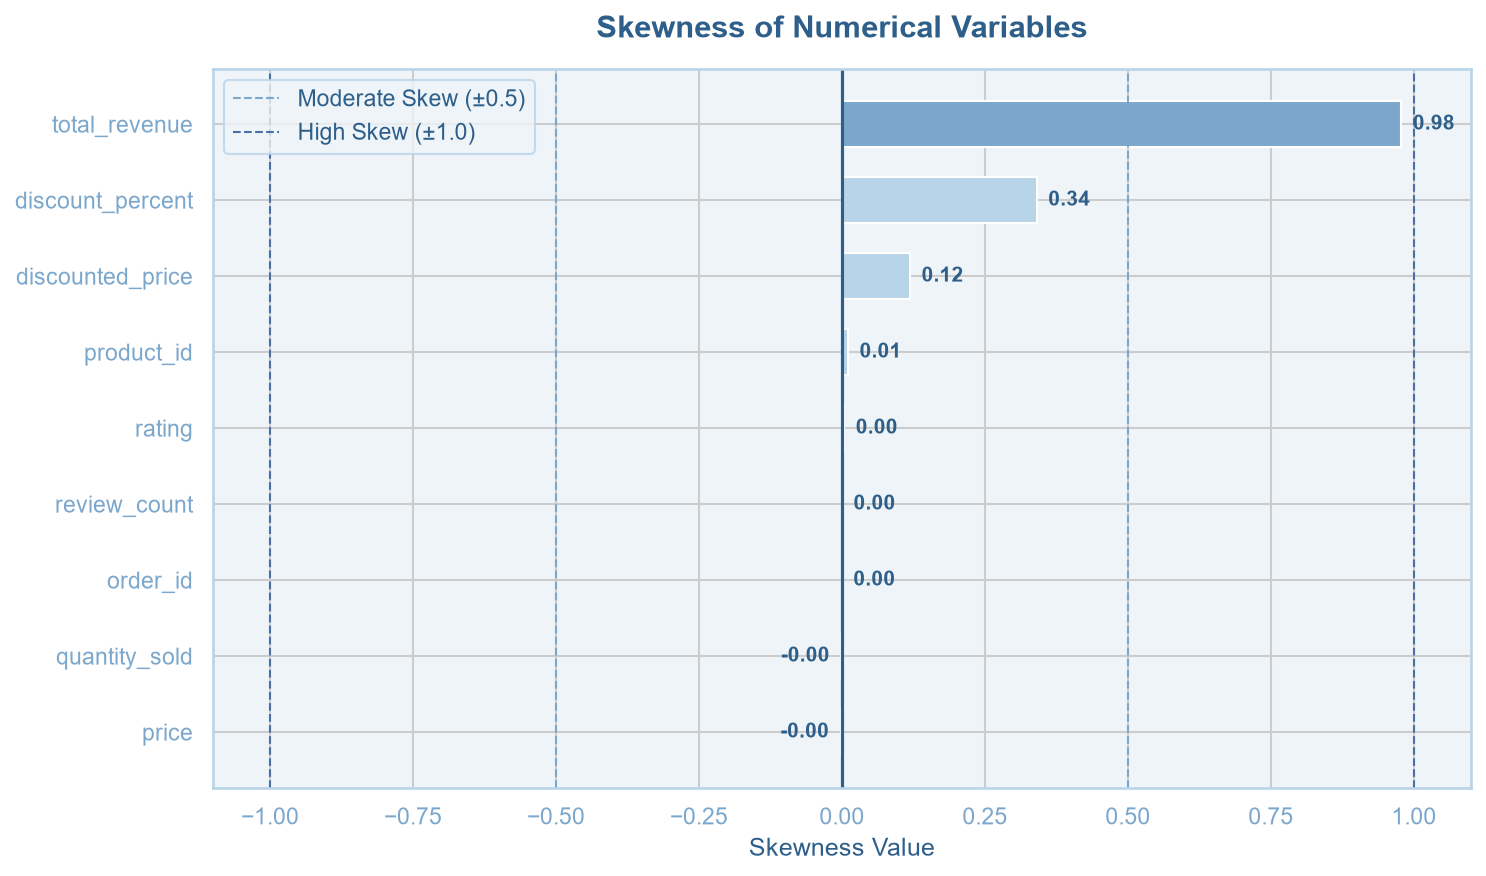 Skewness of Numerical Variables
Moderate Skew (±0.5)
High Skew (±1.0)
total_revenue 0.98
discount_percent 0.34
discounted_price 0.12
product_id 0.01
rating 0.00
review_count 0.00
order_id 0.00
quantity_sold -0.00
price -0.00
−1.00 −0.75 −0.50 −0.25 0.00 0.25 0.50 0.75 1.00
Skewness Value